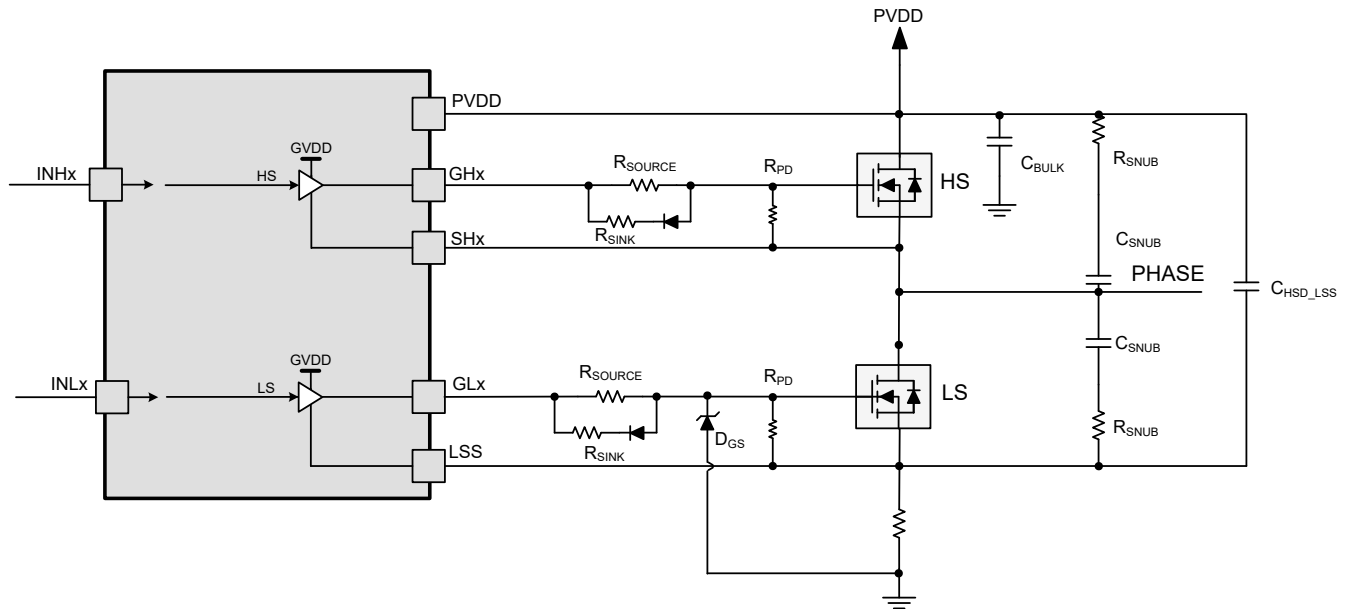 PVDD
PVDD
INHx
HS
GVDD
GHx
RSOURCE
RSINK
RPD
HS
CBULK
RSNUB
SHx
CSNUB
PHASE
CHSD_LSS
INLx
LS
GVDD
GLx
RSOURCE
RSINK
DGS
RPD
LS
CSNUB
RSNUB
LSS